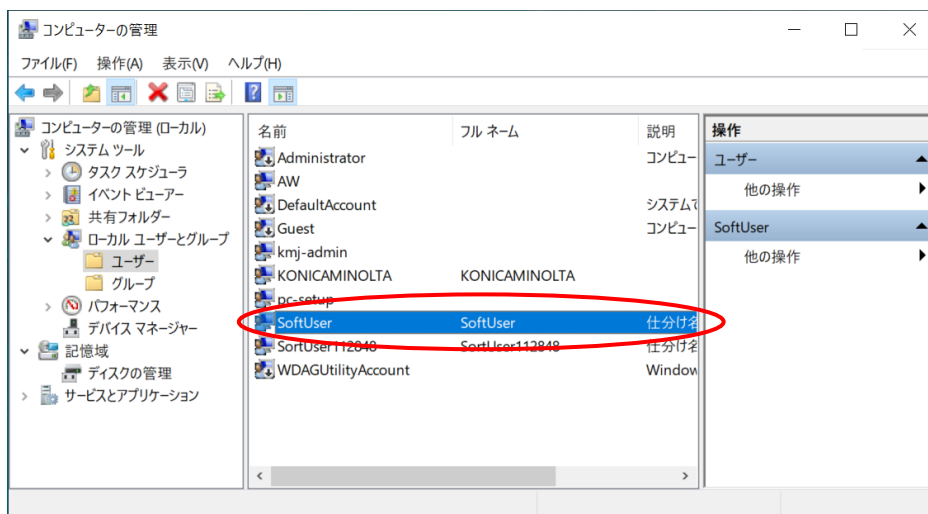 コンピューターの管理
ファイル(F) 操作(A) 表示(V) ヘルプ(H)
コンピューターの管理 (ローカル)
システム ツール
タスク スケジューラ
イベント ビューアー
共有フォルダー
ローカル ユーザーとグループ
ユーザー
グループ
パフォーマンス
デバイス マネージャー
記憶域
ディスクの管理
サービスとアプリケーション
名前 フル ネーム 説明
Administrator コンピュー
AW
DefaultAccount システムで
Guest コンピュー
kmj-admin
KONICAMINOLTA KONICAMINOLTA
pc-setup
SoftUser SoftUser 仕分け名
SortUser112848 SortUser112848 仕分け名
WDAGUtilityAccount Window
操作
ユーザー
他の操作
SoftUser
他の操作